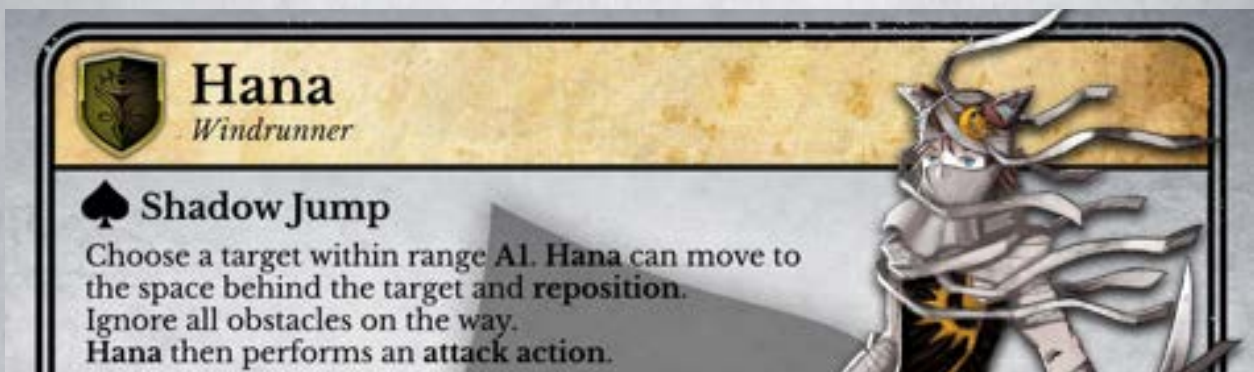 Hana
Windrunner
Shadow Jump
Choose a target within range A1. Hana can move to
the space behind the target and reposition.
Ignore all obstacles on the way.
Hana then performs an attack action.